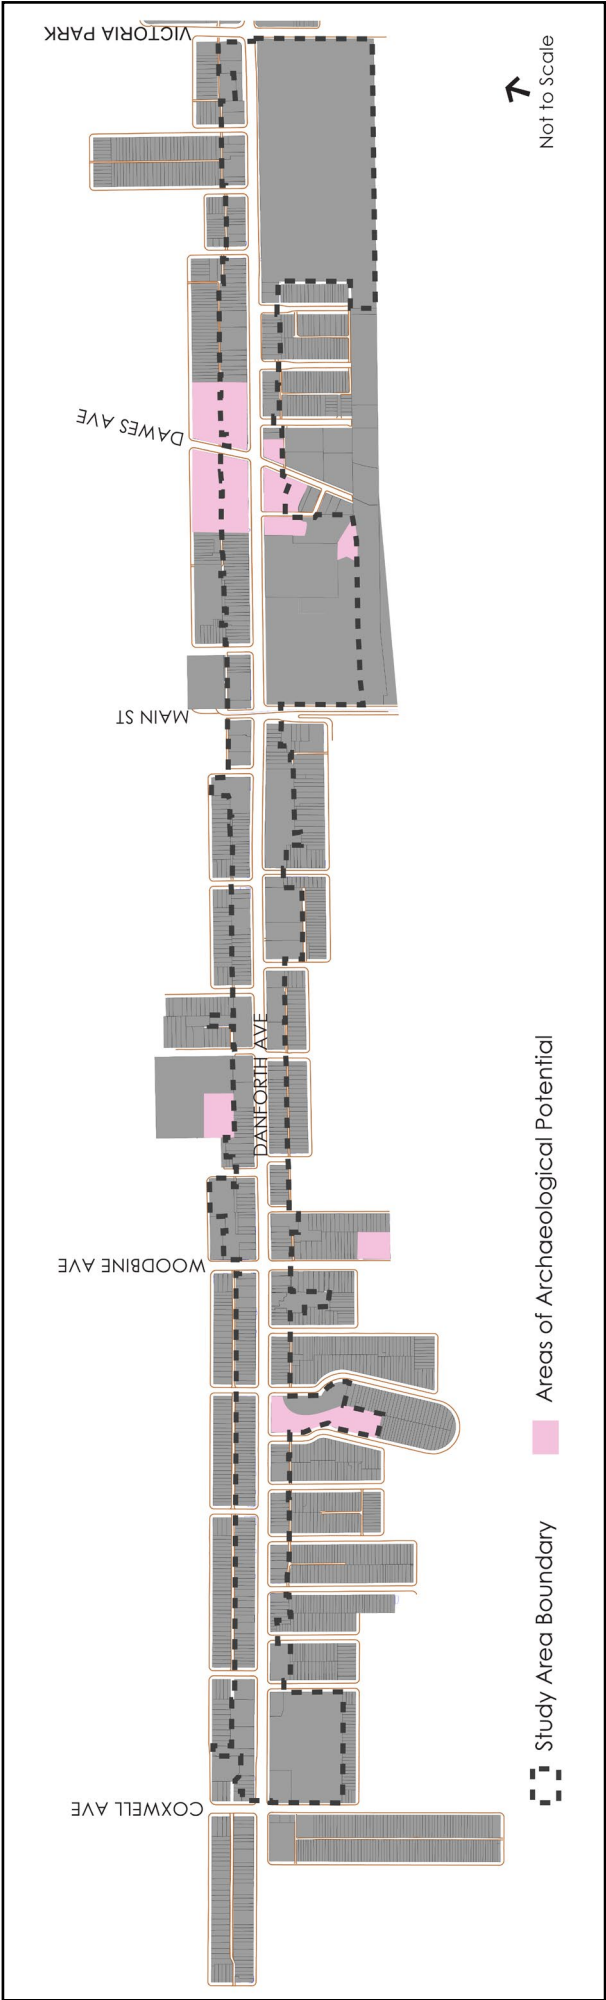 VICTORIA PARK
Not to Scale
DAWES AVE
MAIN ST
DANFORTH AVE
WOODBINE AVE
COXWELL AVE
Areas of Archaeological Potential
Study Area Boundary